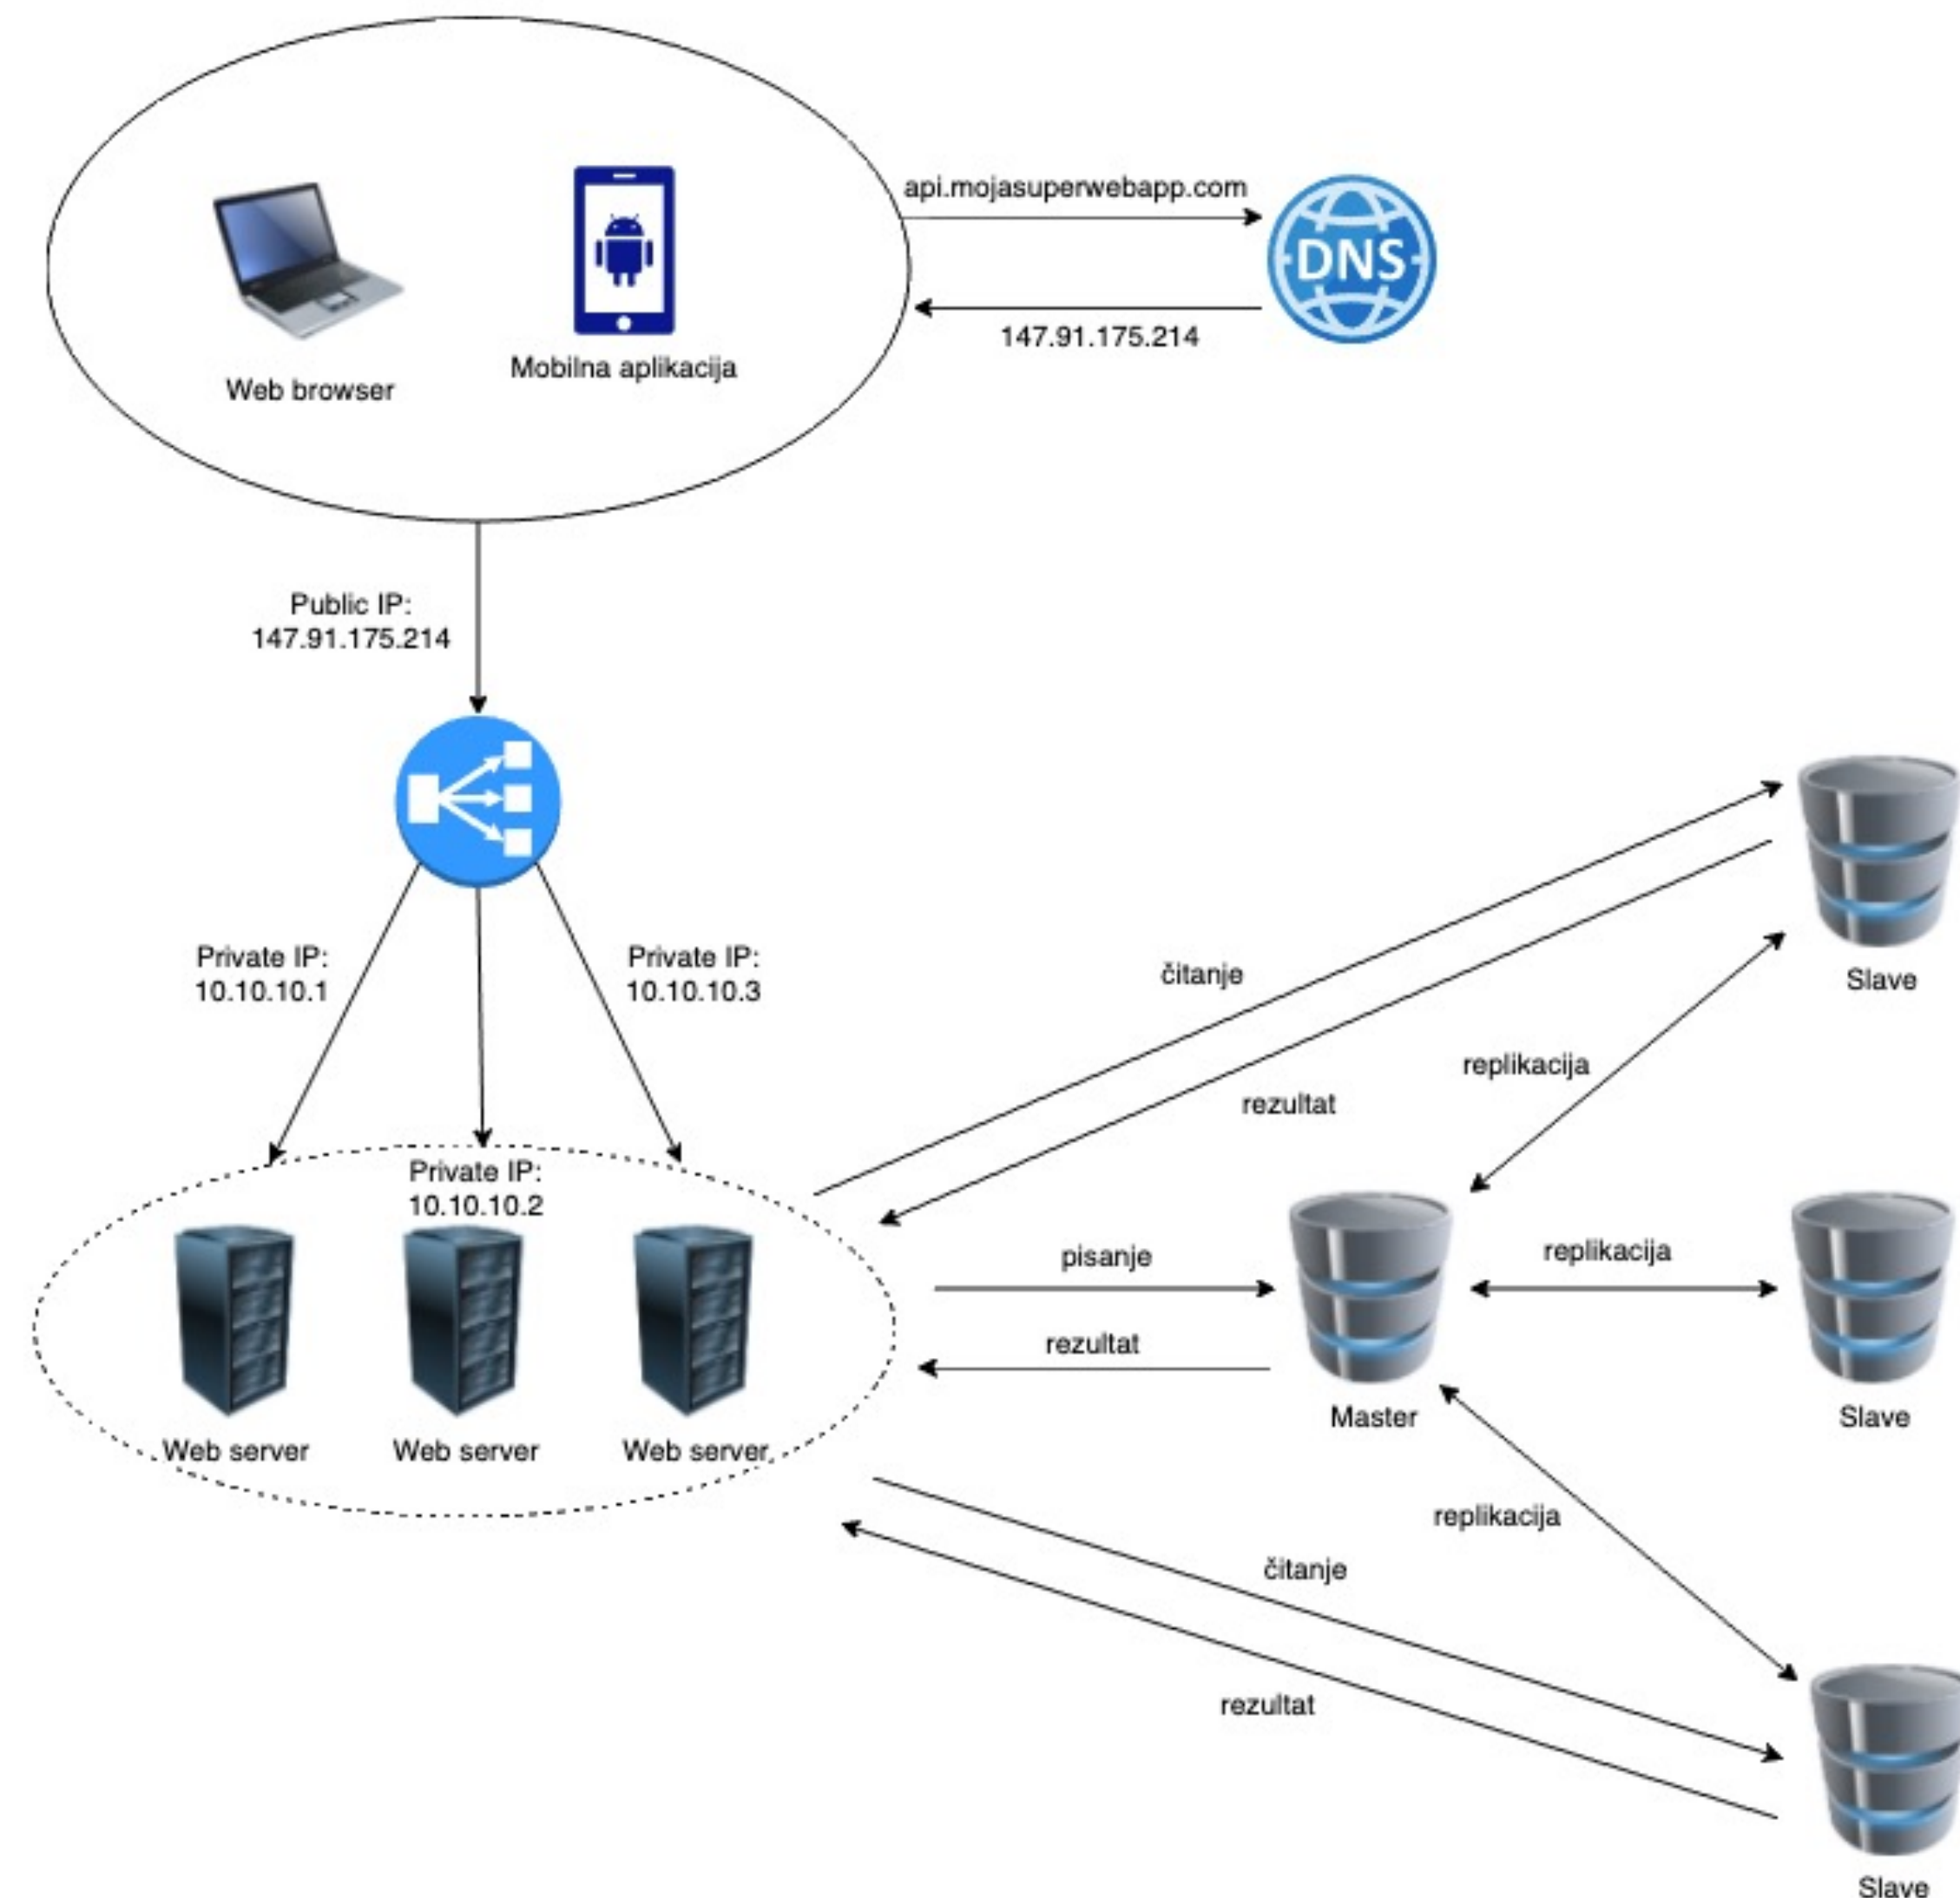 api.mojasuperwebapp.com
DNS
147.91.175.214
Web browser
Mobilna aplikacija
Public IP:
147.91.175.214
Private IP:
10.10.10.1
Private IP:
10.10.10.3
Private IP:
10.10.10.2
Web server
Web server
Web server
čitanje
rezultat
replikacija
Slave
pisanje
rezultat
Master
replikacija
Slave
replikacija
čitanje
rezultat
Slave